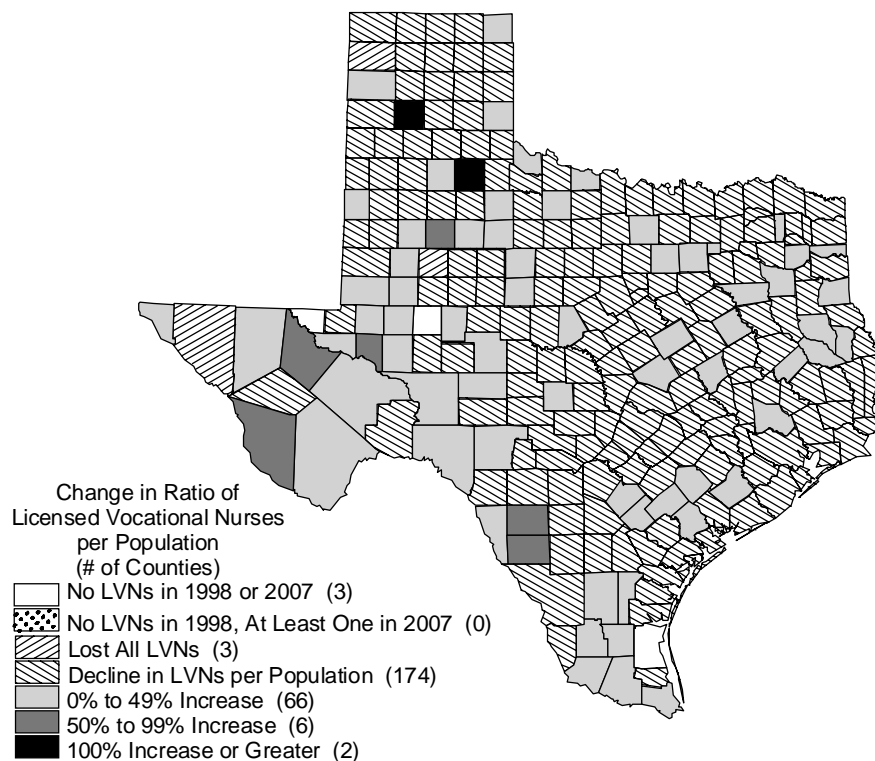 Change in Ratio of
Licensed Vocational Nurses
per Population
(# of Counties)
No LVNs in 1998 or 2007 (3)
No LVNs in 1998, At Least One in 2007 (0)
Lost All LVNs (3)
Decline in LVNs per Population (174)
0% to 49% Increase (66)
50% to 99% Increase (6)
100% Increase or Greater (2)